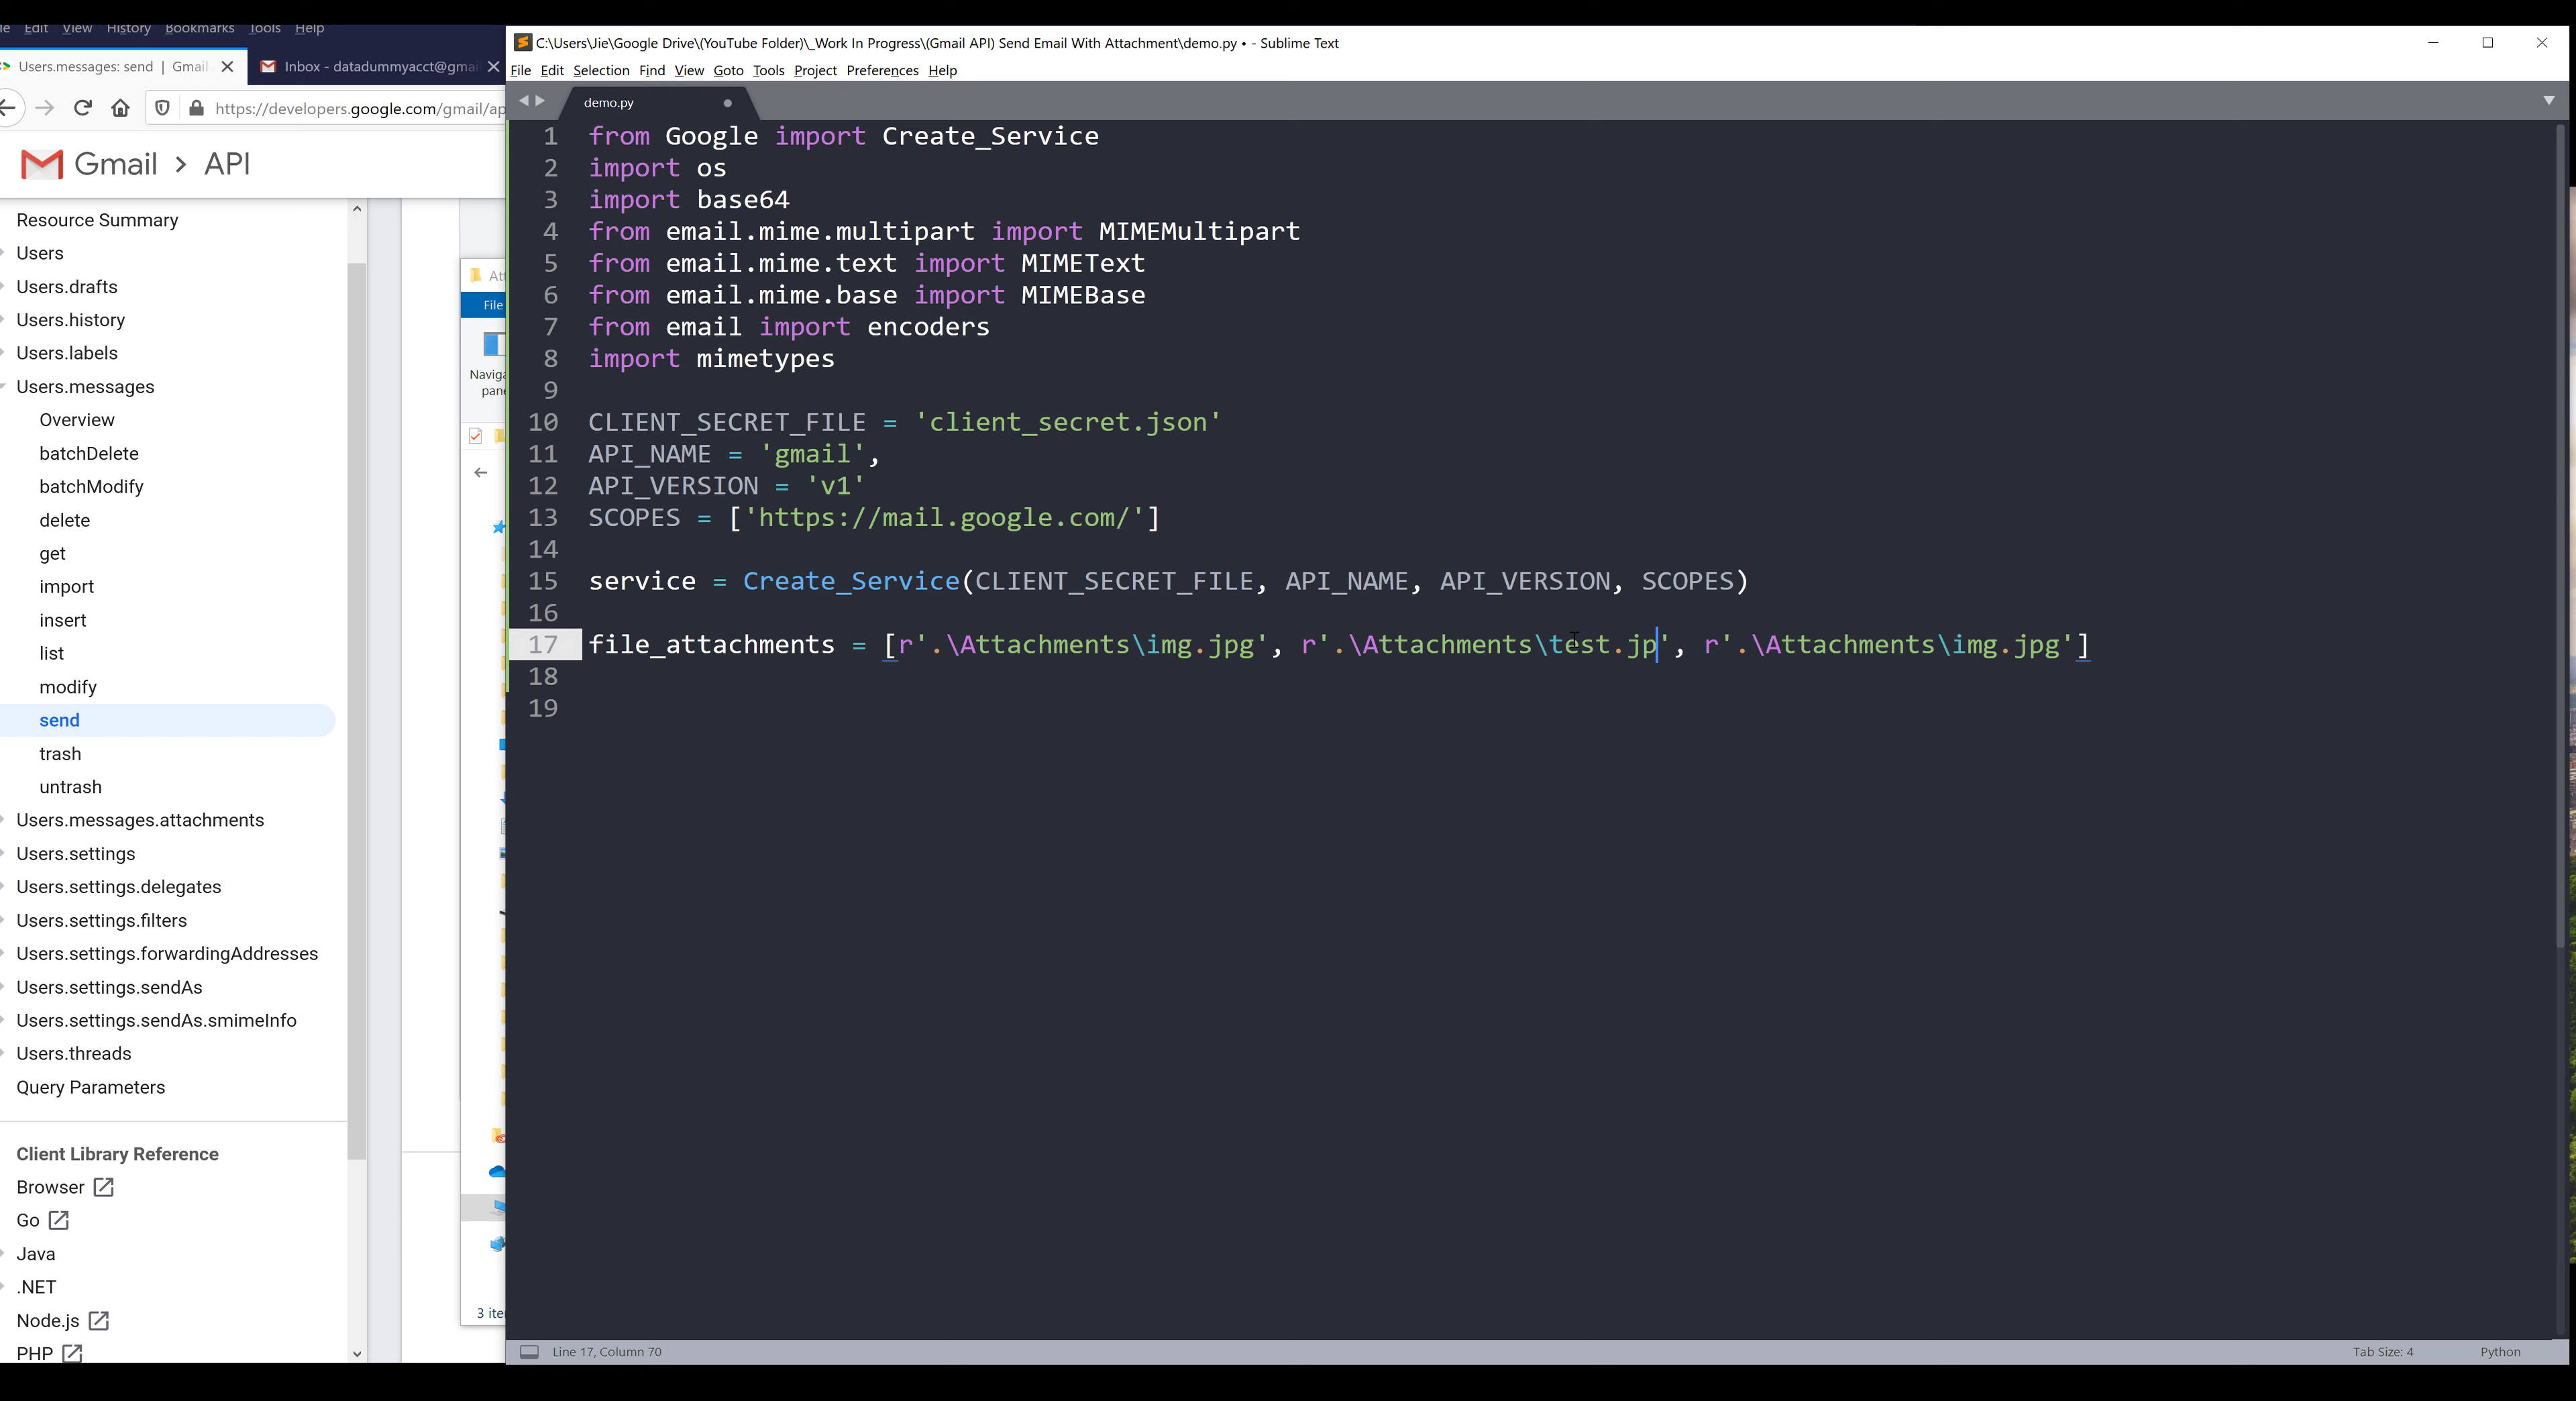 Edit View History Bookmarks Tools Help
Users.messages: send | Gmail
Inbox - datadummyacct@gmai
https://developers.google.com/gmail/ap
Gmail > API
Resource Summary
Users
Users.drafts
Users.history
Users.labels
Users.messages
Overview
batchDelete
batchModify
delete
get
import
insert
list
modify
send
trash
untrash
Users.messages.attachments
Users.settings
Users.settings.delegates
Users.settings.filters
Users.settings.forwardingAddresses
Users.settings.sendAs
Users.settings.sendAs.smimeInfo
Users.threads
Query Parameters
Client Library Reference
Browser
Go
Java
.NET
Node.js
PHP
File
3
C:\Users\Jie\Google Drive\(YouTube Folder)\_Work In Progress\(Gmail API) Send Email With Attachment\demo.py • - Sublime Text
File Edit Selection Find View Goto Tools Project Preferences Help
demo.py
1 from Google import Create_Service
2 import os
3 import base64
4 from email.mime.multipart import MIMEMultipart
5 from email.mime.text import MIMEText
6 from email.mime.base import MIMEBase
7 from email import encoders
8 import mimetypes
9
10 CLIENT_SECRET_FILE = 'client_secret.json'
11 API_NAME = 'gmail',
12 API_VERSION = 'v1'
13 SCOPES = ['https://mail.google.com/']
14
15 service = Create_Service(CLIENT_SECRET_FILE, API_NAME, API_VERSION, SCOPES)
16
17 file_attachments = [r'.\Attachments\img.jpg', r'.\Attachments\test.jp', r'.\Attachments\img.jpg']
18
19
Line 17, Column 70
Tab Size: 4
Python